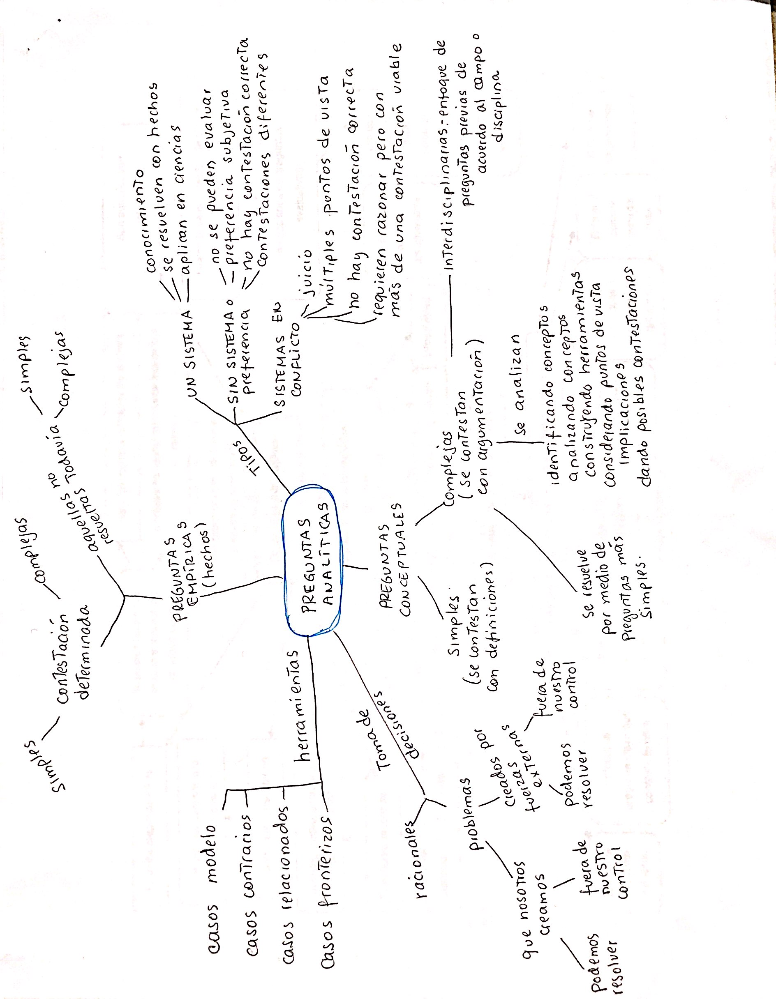 PREGUNTAS
ANALÍTICAS
TIPOS
UN SISTEMA
conocimiento
se resuelven con hechos
aplican en ciencias
SIN SISTEMA o
preferencia
no se pueden evaluar
preferencia subjetiva
no hay contestación correcta
contestaciones diferentes
SISTEMAS EN
CONFLICTO
juicio
múltiples puntos de vista
no hay contestación correcta
requieren razonar pero con
más de una contestación viable
PREGUNTAS
EMPÍRICAS
(hechos)
contestación
determinada
simples
complejas
aquellas no
resueltas todavía
simples
complejas
herramientas
casos modelo
casos contrarios
casos relacionados
casos fronterizos
Toma de
decisiones
racionales
problemas
que nosotros
creamos
podemos
resolver
fuera de
nuestro
control
creados por
fuerzas
externas
podemos
resolver
fuera de
nuestro
control
PREGUNTAS
CONCEPTUALES
simples.
(se contestan
con definiciones)
complejas
(se contestan
con argumentación)
se resuelve
por medio de
preguntas más
simples.
se analizan
identificando conceptos
analizando conceptos
construyendo herramientas
considerando puntos de vista
implicaciones
dando posibles contestaciones
interdisciplinarias:-enfoque de
preguntas previas de
acuerdo al campo o
disciplina